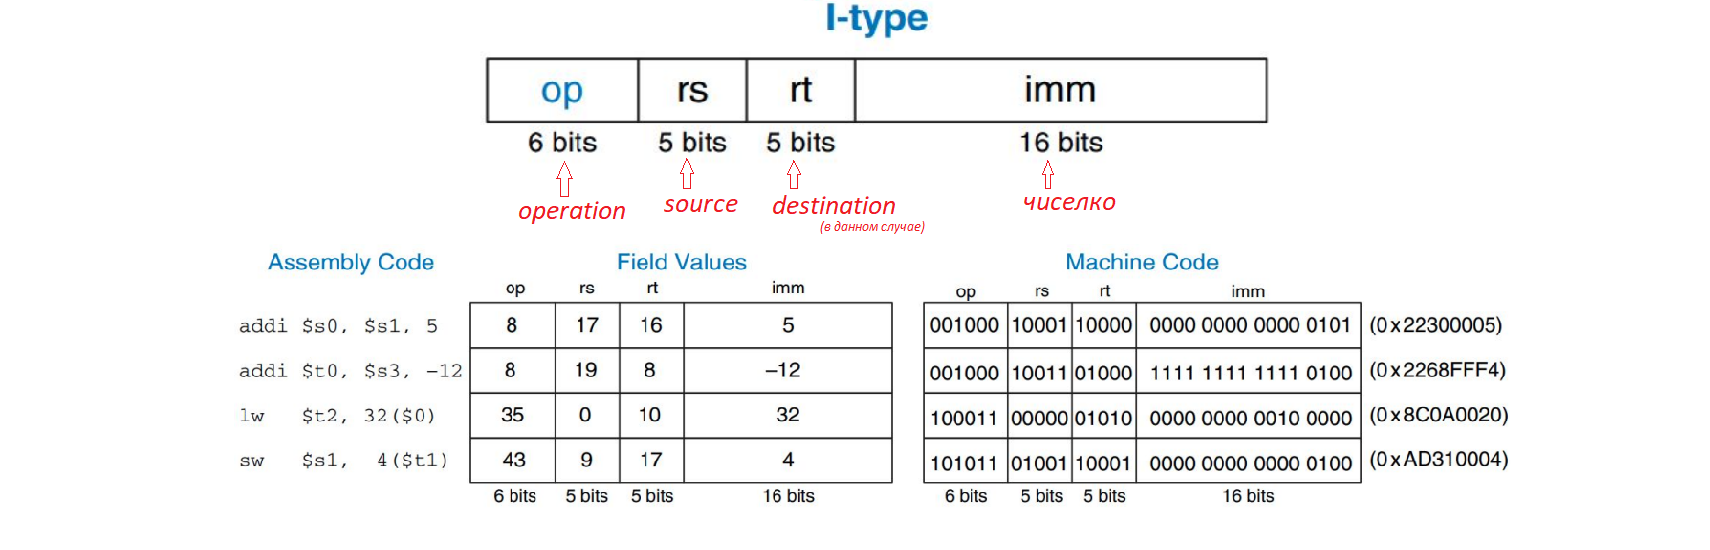 I-type
op rs rt imm
6 bits 5 bits 5 bits 16 bits
operation source destination чиселко
(в данном случае)
Assembly Code Field Values Machine Code
op rs rt imm op rs rt imm
addi $s0, $s1, 5 8 17 16 5 001000 10001 10000 0000 0000 0000 0101 (0x22300005)
addi $t0, $s3, –12 8 19 8 –12 001000 10011 01000 1111 1111 1111 0100 (0x2268FFF4)
lw $t2, 32($0) 35 0 10 32 100011 00000 01010 0000 0000 0010 0000 (0x8C0A0020)
sw $s1, 4($t1) 43 9 17 4 101011 01001 10001 0000 0000 0000 0100 (0xAD310004)
6 bits 5 bits 5 bits 16 bits 6 bits 5 bits 5 bits 16 bits